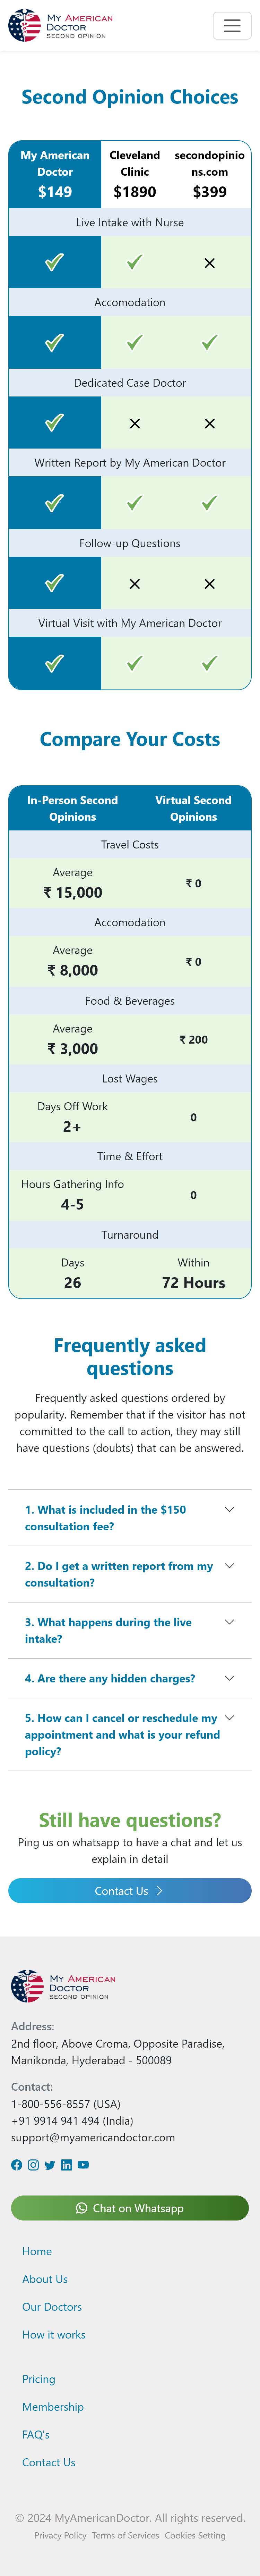 My American
Doctor
SECOND OPINION
Second Opinion Choices
My American
Doctor
$149
Cleveland
Clinic
$1890
secondopinio
ns.com
$399
Live Intake with Nurse
Accomodation
Dedicated Case Doctor
Written Report by My American Doctor
Follow-up Questions
Virtual Visit with My American Doctor
Compare Your Costs
In-Person Second
Opinions
Virtual Second
Opinions
Travel Costs
Average
₹ 15,000
₹ 0
Accomodation
Average
₹ 8,000
₹ 0
Food & Beverages
Average
₹ 3,000
₹ 200
Lost Wages
Days Off Work
2+
0
Time & Effort
Hours Gathering Info
4-5
0
Turnaround
Days
26
Within
72 Hours
Frequently asked
questions
Frequently asked questions ordered by
popularity. Remember that if the visitor has not
committed to the call to action, they may still
have questions (doubts) that can be answered.
1. What is included in the $150
consultation fee?
2. Do I get a written report from my
consultation?
3. What happens during the live
intake?
4. Are there any hidden charges?
5. How can I cancel or reschedule my
appointment and what is your refund
policy?
Still have questions?
Ping us on whatsapp to have a chat and let us
explain in detail
Contact Us
My American
Doctor
SECOND OPINION
Address:
2nd floor, Above Croma, Opposite Paradise,
Manikonda, Hyderabad - 500089
Contact:
1-800-556-8557 (USA)
+91 9914 941 494 (India)
support@myamericandoctor.com
Chat on Whatsapp
Home
About Us
Our Doctors
How it works
Pricing
Membership
FAQ's
Contact Us
© 2024 MyAmericanDoctor. All rights reserved.
Privacy Policy Terms of Services Cookies Setting